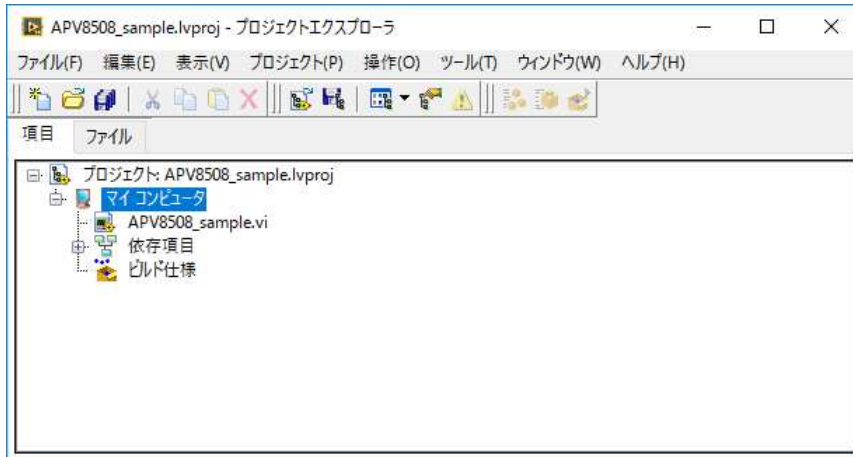 APV8508_sample.lvproj - プロジェクトエクスプローラ
ファイル(F) 編集(E) 表示(V) プロジェクト(P) 操作(O) ツール(T) ウィンドウ(W) ヘルプ(H)
項目 ファイル
プロジェクト: APV8508_sample.lvproj
マイ コンピュータ
APV8508_sample.vi
依存項目
ビルド仕様